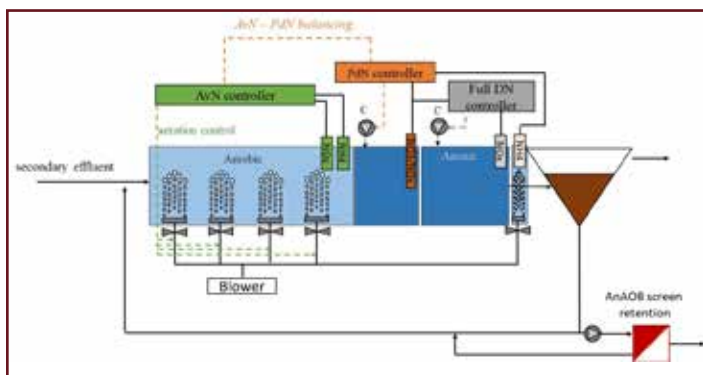 AvN – PdN balancing
PdN controller
AvN controller
Full DN
controller
C
C
aeration control
Aerobic
Anoxic
secondary effluent
Blower
AnAOB screen
retention